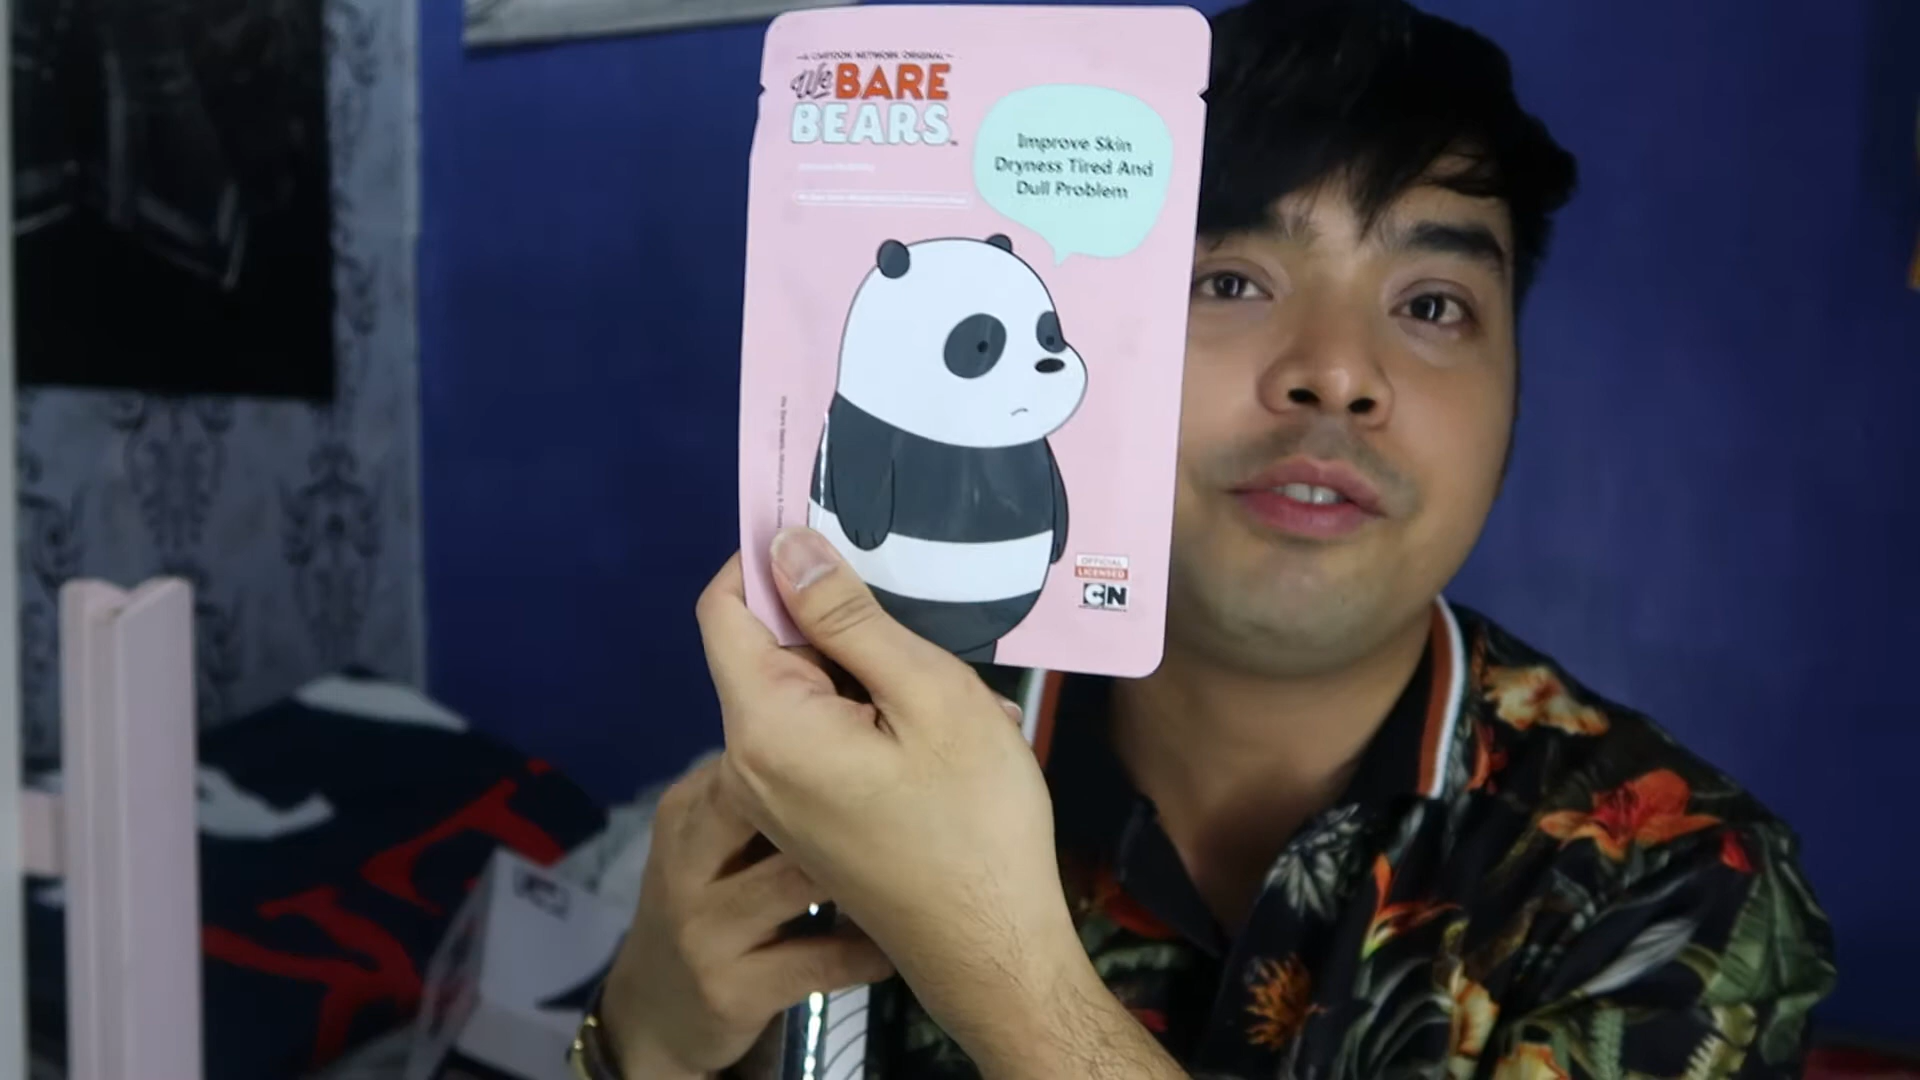 A CARTOON NETWORK ORIGINAL
We BARE
BEARS
Improve Skin
Dryness Tired And
Dull Problem
OFFICIAL
LICENSED
CN